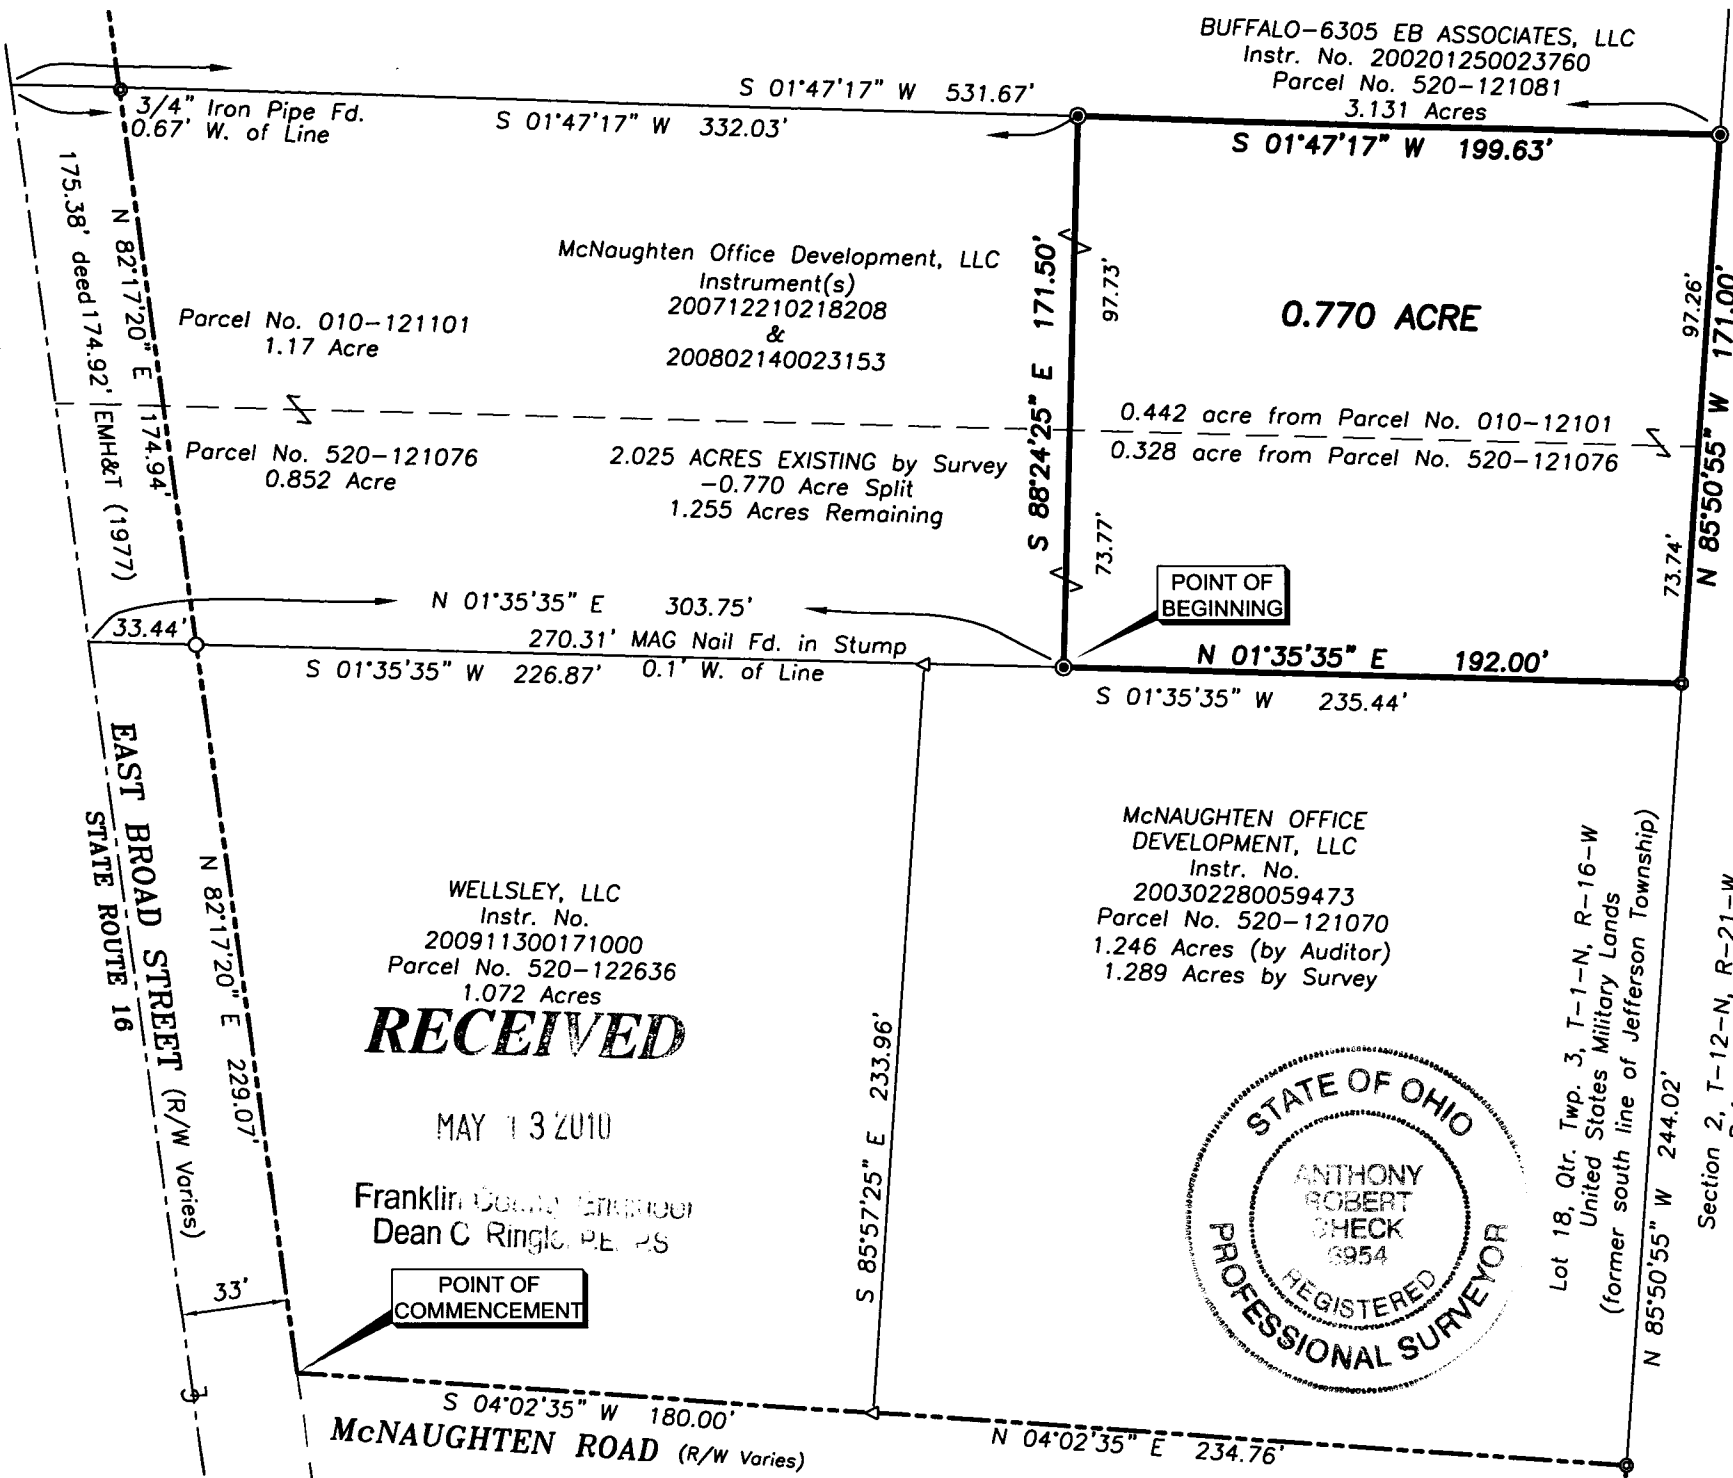 BUFFALO-6305 EB ASSOCIATES, LLC
Instr. No. 200201250023760
Parcel No. 520-121081
3.131 Acres
S 01°47'17" W 531.67'
S 01°47'17" W 332.03'
S 01°47'17" W 199.63'
3/4" Iron Pipe Fd.
0.67' W. of Line
175.38' deed 174.92' EMH&T (1977)
N 82°17'20" E 174.94'
McNaughten Office Development, LLC
Instrument(s)
200712210218208
&
200802140023153
Parcel No. 010-121101
1.17 Acre
S 88°24'25" E 171.50'
97.73'
73.77'
0.770 ACRE
97.26'
73.74'
N 85°50'55" W 171.00'
0.442 acre from Parcel No. 010-12101
0.328 acre from Parcel No. 520-121076
Parcel No. 520-121076
0.852 Acre
2.025 ACRES EXISTING by Survey
-0.770 Acre Split
1.255 Acres Remaining
POINT OF
BEGINNING
N 01°35'35" E 303.75'
33.44'
270.31' MAG Nail Fd. in Stump
0.1' W. of Line
S 01°35'35" W 226.87'
N 01°35'35" E 192.00'
S 01°35'35" W 235.44'
EAST BROAD STREET (R/W Varies)
STATE ROUTE 16
N 82°17'20" E 229.07'
WELLSLEY, LLC
Instr. No.
200911300171000
Parcel No. 520-122636
1.072 Acres
RECEIVED
MAY 13 2010
Franklin County Engineer
Dean C Ringle, P.E. P.S
S 85°57'25" E 233.96'
McNAUGHTEN OFFICE
DEVELOPMENT, LLC
Instr. No.
200302280059473
Parcel No. 520-121070
1.246 Acres (by Auditor)
1.289 Acres by Survey
STATE OF OHIO
ANTHONY
ROBERT
REGISTERED
PROFESSIONAL SURVEYOR
Lot 18, Qtr. Twp. 3, T-1-N, R-16-W
United States Military Lands
(former south line of Jefferson Township)
N 85°50'55" W 244.02'
Section 2, T-12-N, R-21-W
33'
POINT OF
COMMENCEMENT
S 04°02'35" W 180.00'
McNAUGHTEN ROAD (R/W Varies)
N 04°02'35" E 234.76'